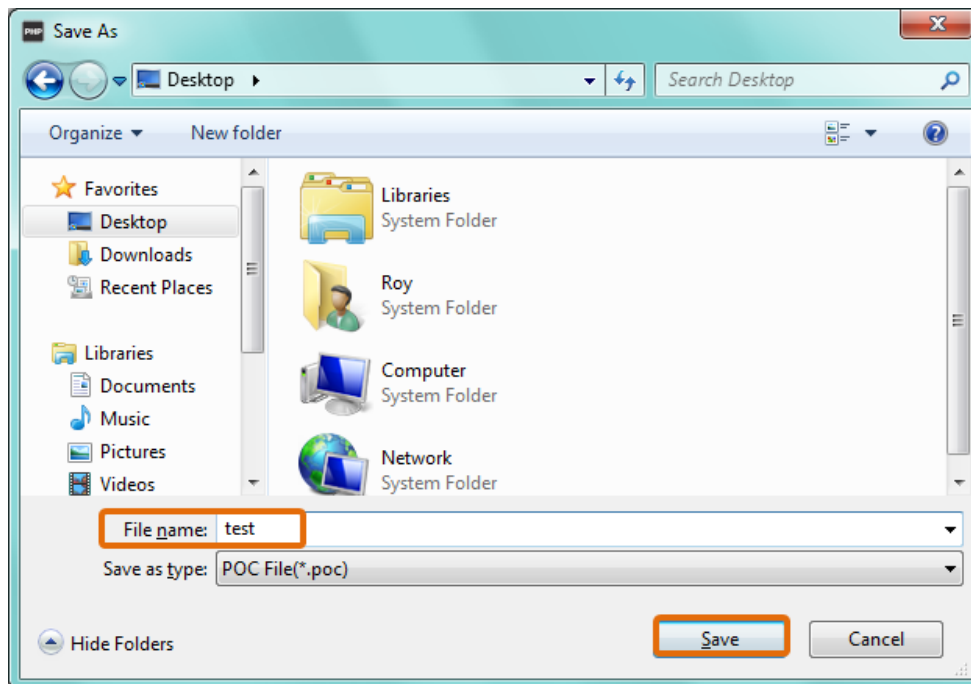 PHP Save As
Desktop
Search Desktop
Organize New folder
Favorites
Desktop
Downloads
Recent Places
Libraries
Documents
Music
Pictures
Videos
Libraries
System Folder
Roy
System Folder
Computer
System Folder
Network
System Folder
File name: test
Save as type: POC File(*.poc)
Hide Folders
Save
Cancel